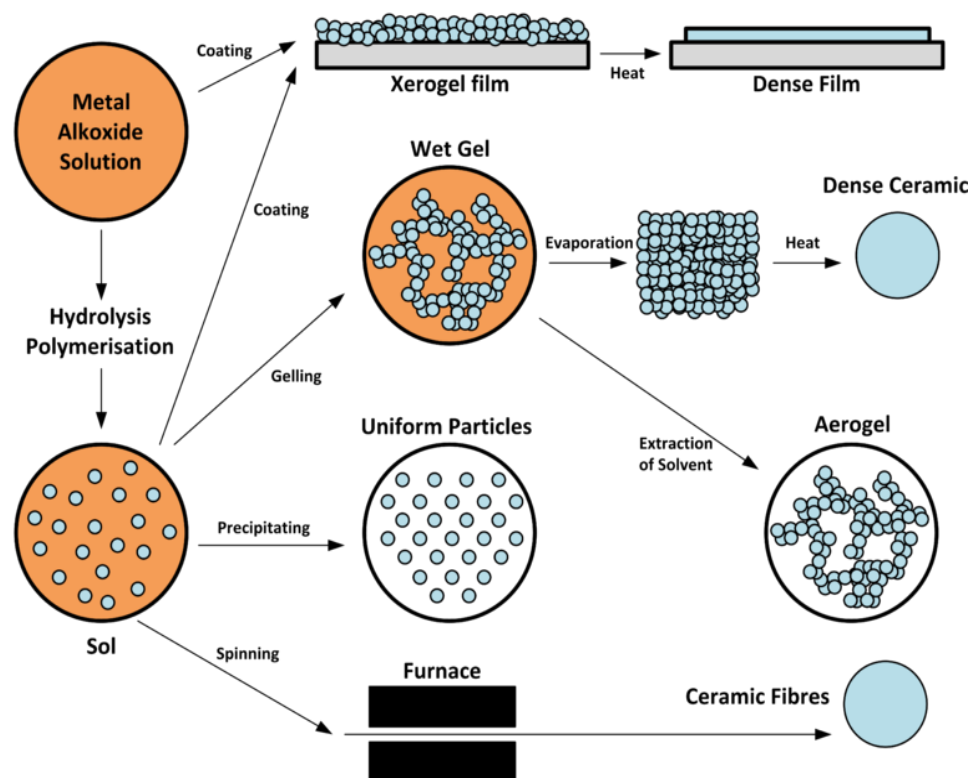 Coating
Xerogel film
Heat
Dense Film
Metal
Alkoxide
Solution
Wet Gel
Coating
Dense Ceramic
Evaporation
Heat
Hydrolysis
Polymerisation
Gelling
Uniform Particles
Extraction
of Solvent
Aerogel
Precipitating
Sol
Spinning
Furnace
Ceramic Fibres